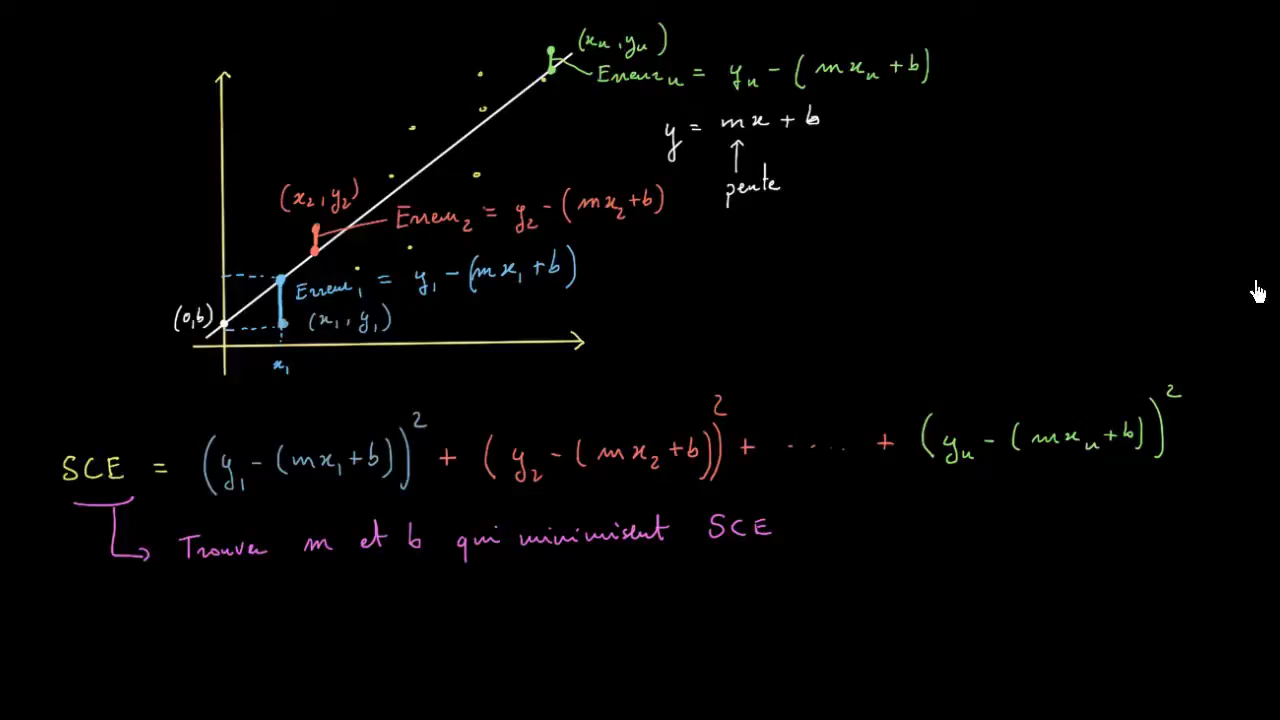 (xₙ, yₙ)
Erreurₙ = yₙ - (mxₙ + b)
y = mx + b
pente
(x₂, y₂)
Erreur₂ = y₂ - (mx₂ + b)
Erreur₁ = y₁ - (mx₁ + b)
(0,b)
(x₁, y₁)
x₁
SCE = (y₁ - (mx₁ + b))² + (y₂ - (mx₂ + b))² + ..... + (yₙ - (mxₙ + b))²
Trouver m et b qui minimisent SCE